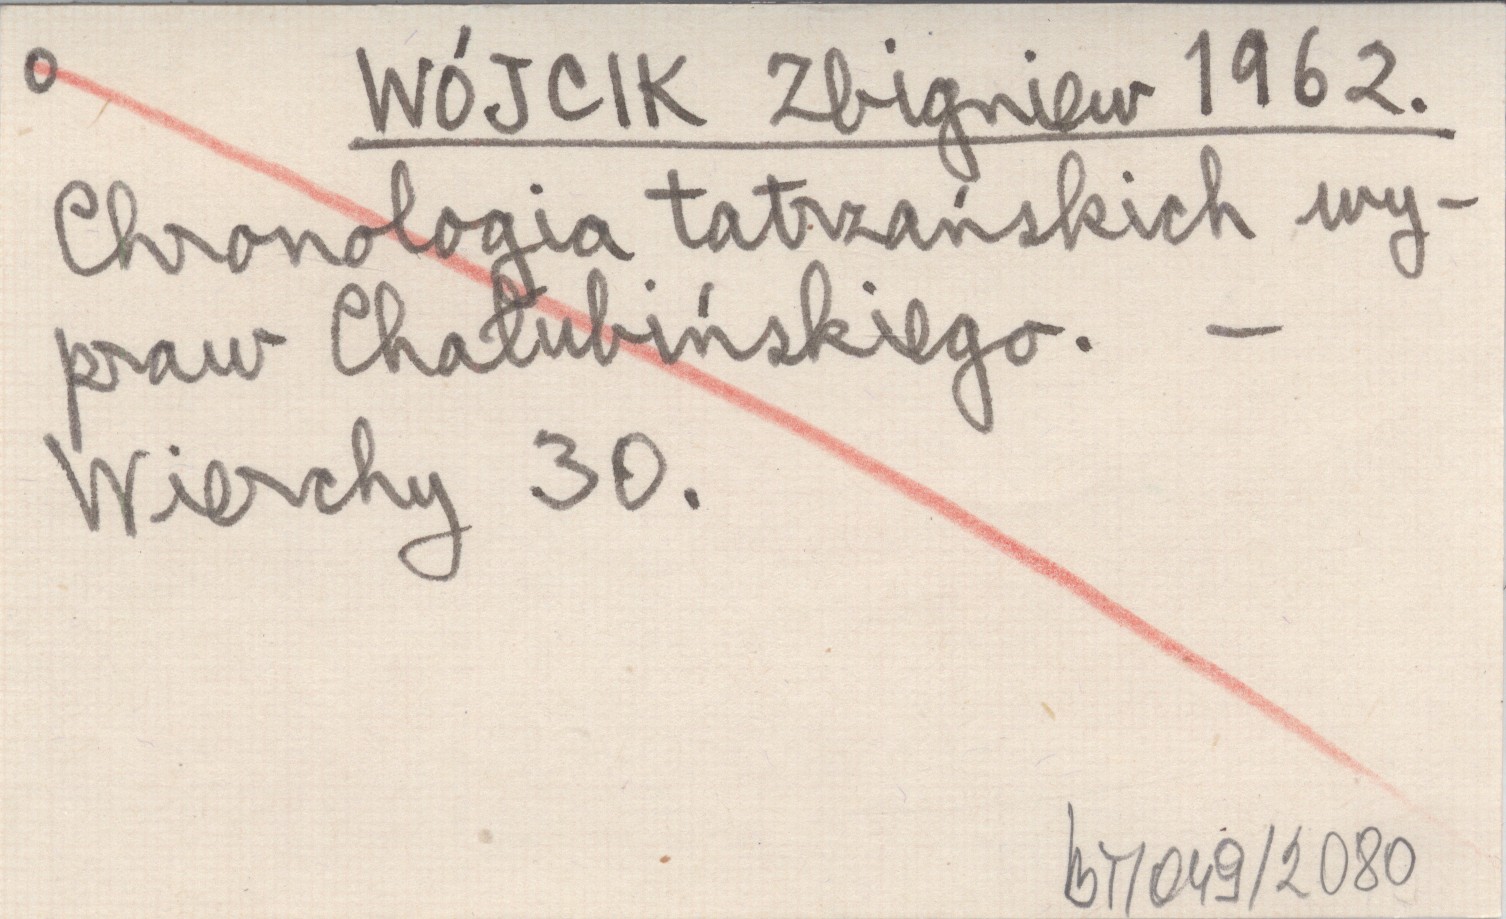 o WÓJCIK Zbigniew 1962.
Chronologia tatrzańskich wy-
praw Chałubińskiego. —
Wierchy 30.
bT/049/2080